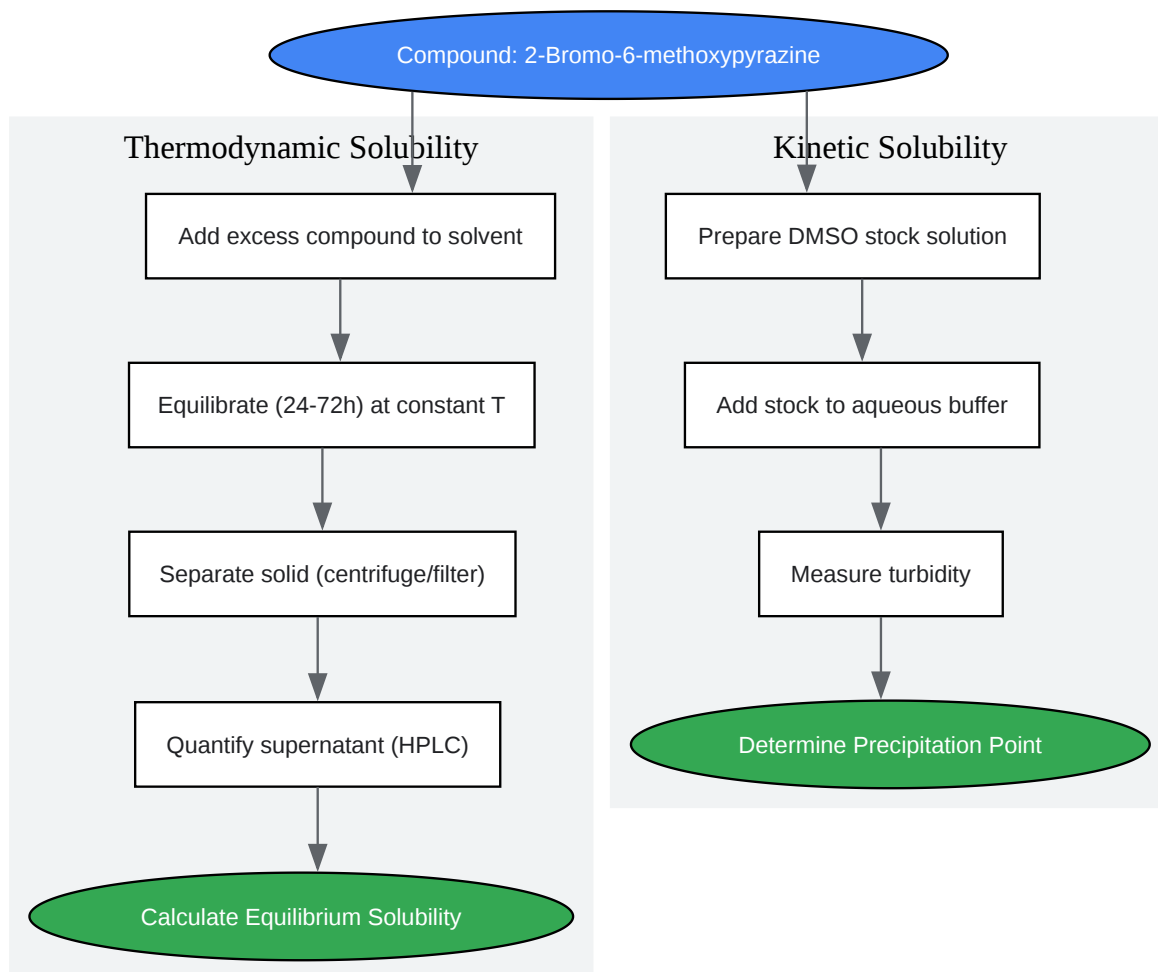 Compound: 2-Bromo-6-methoxypyrazine
Thermodynamic Solubility
Add excess compound to solvent
Equilibrate (24-72h) at constant T
Separate solid (centrifuge/filter)
Quantify supernatant (HPLC)
Calculate Equilibrium Solubility
Kinetic Solubility
Prepare DMSO stock solution
Add stock to aqueous buffer
Measure turbidity
Determine Precipitation Point